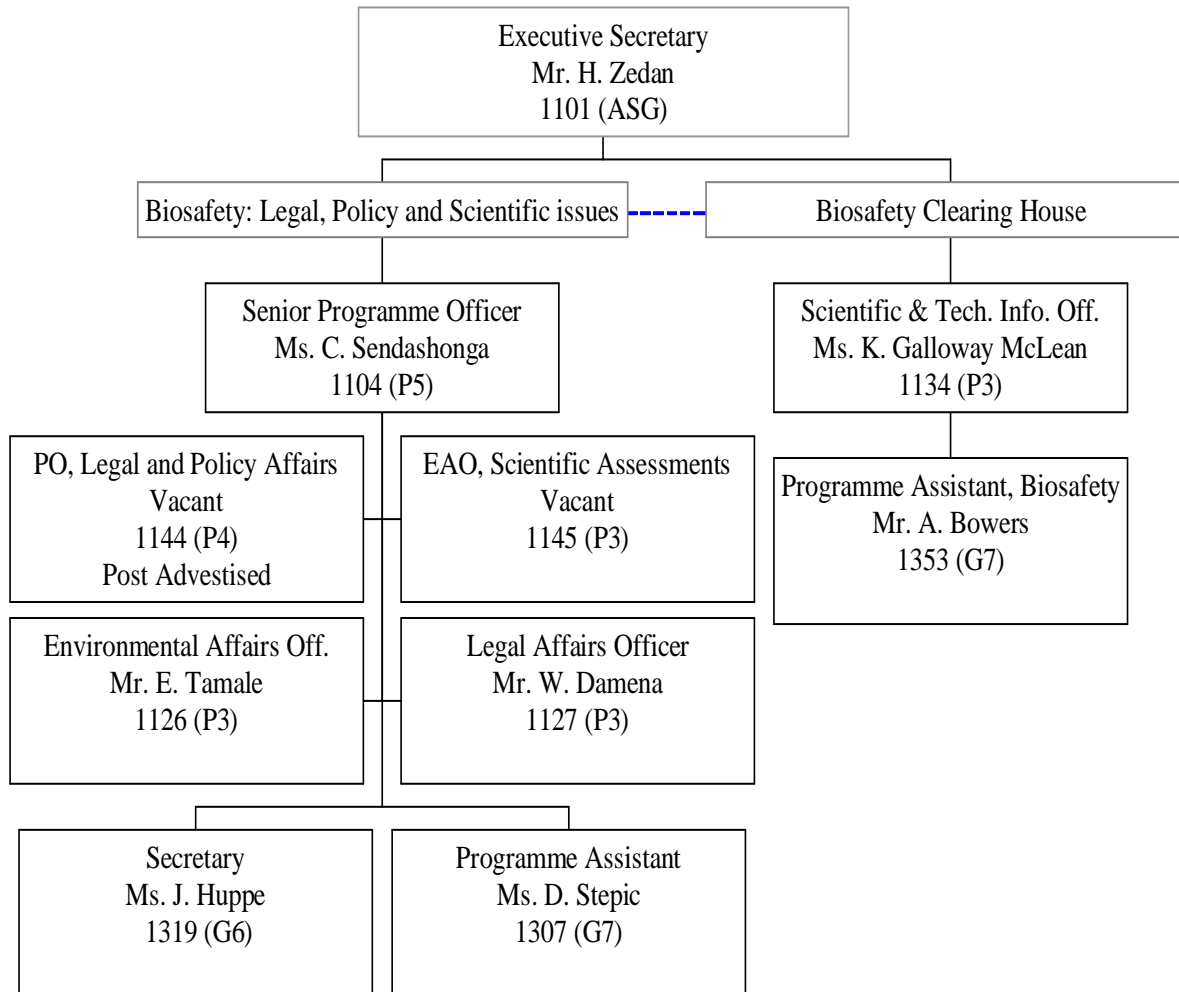 Executive Secretary
Mr. H. Zedan
1101 (ASG)
Biosafety: Legal, Policy and Scientific issues
Biosafety Clearing House
Senior Programme Officer
Ms. C. Sendashonga
1104 (P5)
Scientific & Tech. Info. Off.
Ms. K. Galloway McLean
1134 (P3)
PO, Legal and Policy Affairs
Vacant
1144 (P4)
Post Advestised
EAO, Scientific Assessments
Vacant
1145 (P3)
Programme Assistant, Biosafety
Mr. A. Bowers
1353 (G7)
Environmental Affairs Off.
Mr. E. Tamale
1126 (P3)
Legal Affairs Officer
Mr. W. Damena
1127 (P3)
Secretary
Ms. J. Huppe
1319 (G6)
Programme Assistant
Ms. D. Stepic
1307 (G7)